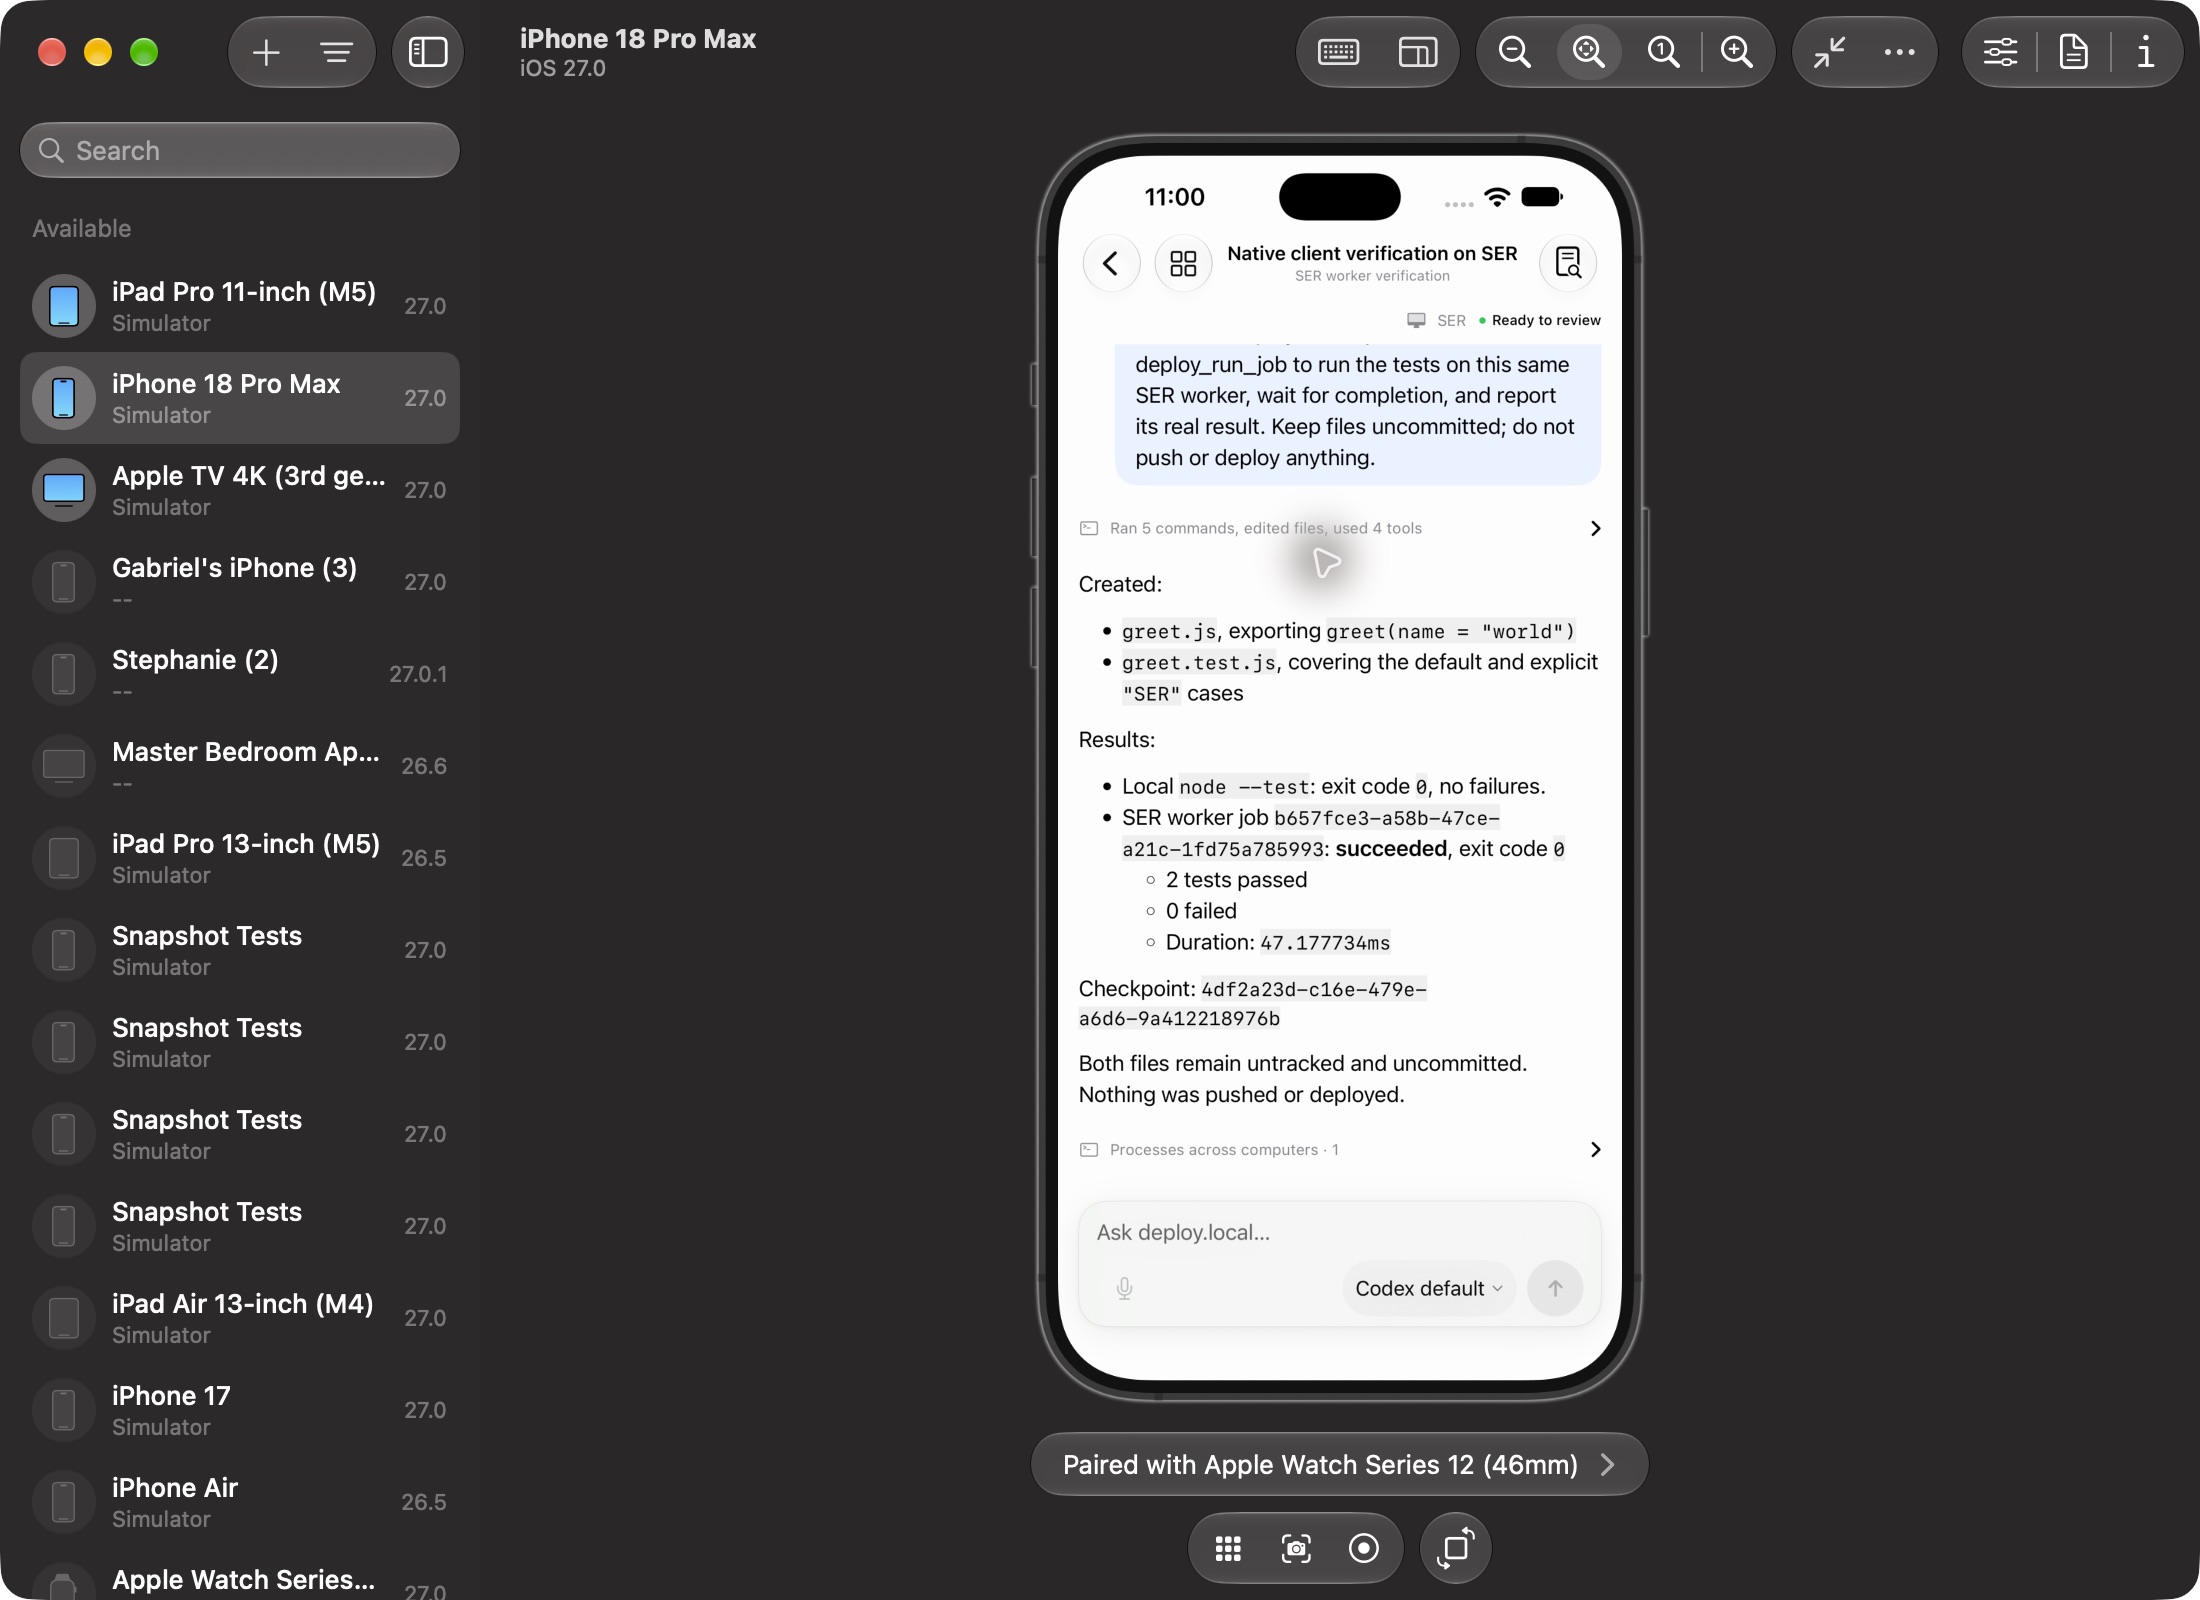 iPhone 18 Pro Max
iOS 27.0
Search
Available
iPad Pro 11-inch (M5)
Simulator
27.0
iPhone 18 Pro Max
Simulator
27.0
Apple TV 4K (3rd ge...
Simulator
27.0
Gabriel's iPhone (3)
--
27.0
Stephanie (2)
--
27.0.1
Master Bedroom Ap...
--
26.6
iPad Pro 13-inch (M5)
Simulator
26.5
Snapshot Tests
Simulator
27.0
Snapshot Tests
Simulator
27.0
Snapshot Tests
Simulator
27.0
Snapshot Tests
Simulator
27.0
iPad Air 13-inch (M4)
Simulator
27.0
iPhone 17
Simulator
27.0
iPhone Air
Simulator
26.5
Apple Watch Series...
27.0
11:00
Native client verification on SER
SER worker verification
SER
Ready to review
deploy_run_job to run the tests on this same
SER worker, wait for completion, and report
its real result. Keep files uncommitted; do not
push or deploy anything.
Ran 5 commands, edited files, used 4 tools
Created:
• greet.js, exporting greet(name = "world")
• greet.test.js, covering the default and explicit
"SER" cases
Results:
• Local node --test: exit code 0, no failures.
• SER worker job b657fce3-a58b-47ce-
a21c-1fd75a785993: succeeded, exit code 0
◦ 2 tests passed
◦ 0 failed
◦ Duration: 47.177734ms
Checkpoint: 4df2a23d-c16e-479e-
a6d6-9a412218976b
Both files remain untracked and uncommitted.
Nothing was pushed or deployed.
Processes across computers · 1
Ask deploy.local...
Codex default
Paired with Apple Watch Series 12 (46mm)